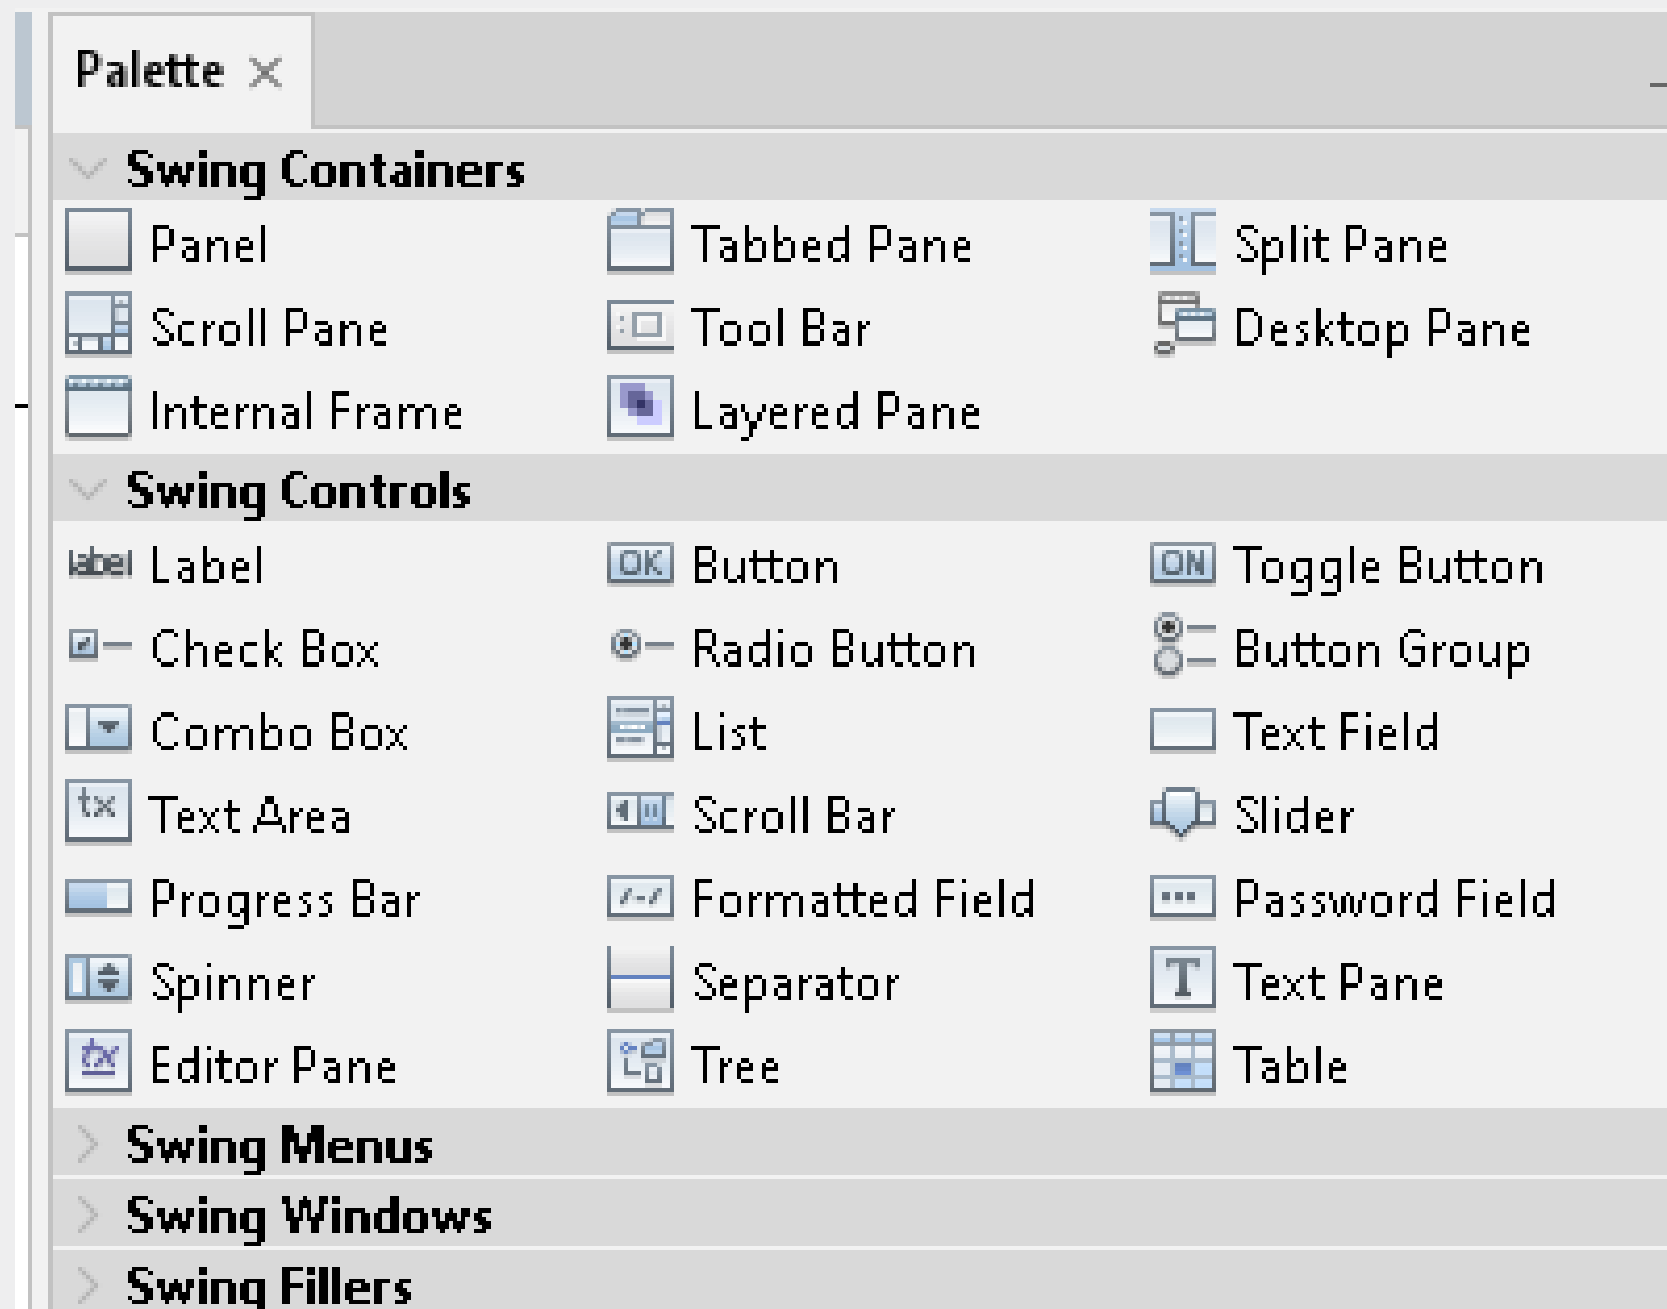 Palette
Swing Containers
Panel Tabbed Pane Split Pane
Scroll Pane Tool Bar Desktop Pane
Internal Frame Layered Pane
Swing Controls
label Label OK Button ON Toggle Button
Check Box Radio Button Button Group
Combo Box List Text Field
tx Text Area Scroll Bar Slider
Progress Bar Formatted Field Password Field
Spinner Separator T Text Pane
tx Editor Pane Tree Table
Swing Menus
Swing Windows
Swing Fillers